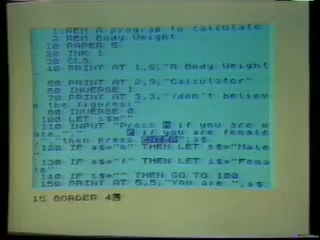 1 REM A program to calculate
2 REM Body Weight
10 PAPER 5
20 INK 1
30 CLS
40 PRINT AT 1,6;"A Body Weight
50 PRINT AT 2,9;"Calculator"
60 INVERSE 1
70 PRINT AT 3,3;"(don't believe
the figures)"
80 INVERSE 0
100 LET a$=""
110 INPUT "Press if you are m
ale,"" if you are female
"then press ENTER";a$
120 IF a$="m" THEN LET s$="Male
130 IF a$="f" THEN LET s$="Fema
le"
140 IF s$="" THEN GO TO 100
150 PRINT AT 5,5;"You are ";s$
15 BORDER 4